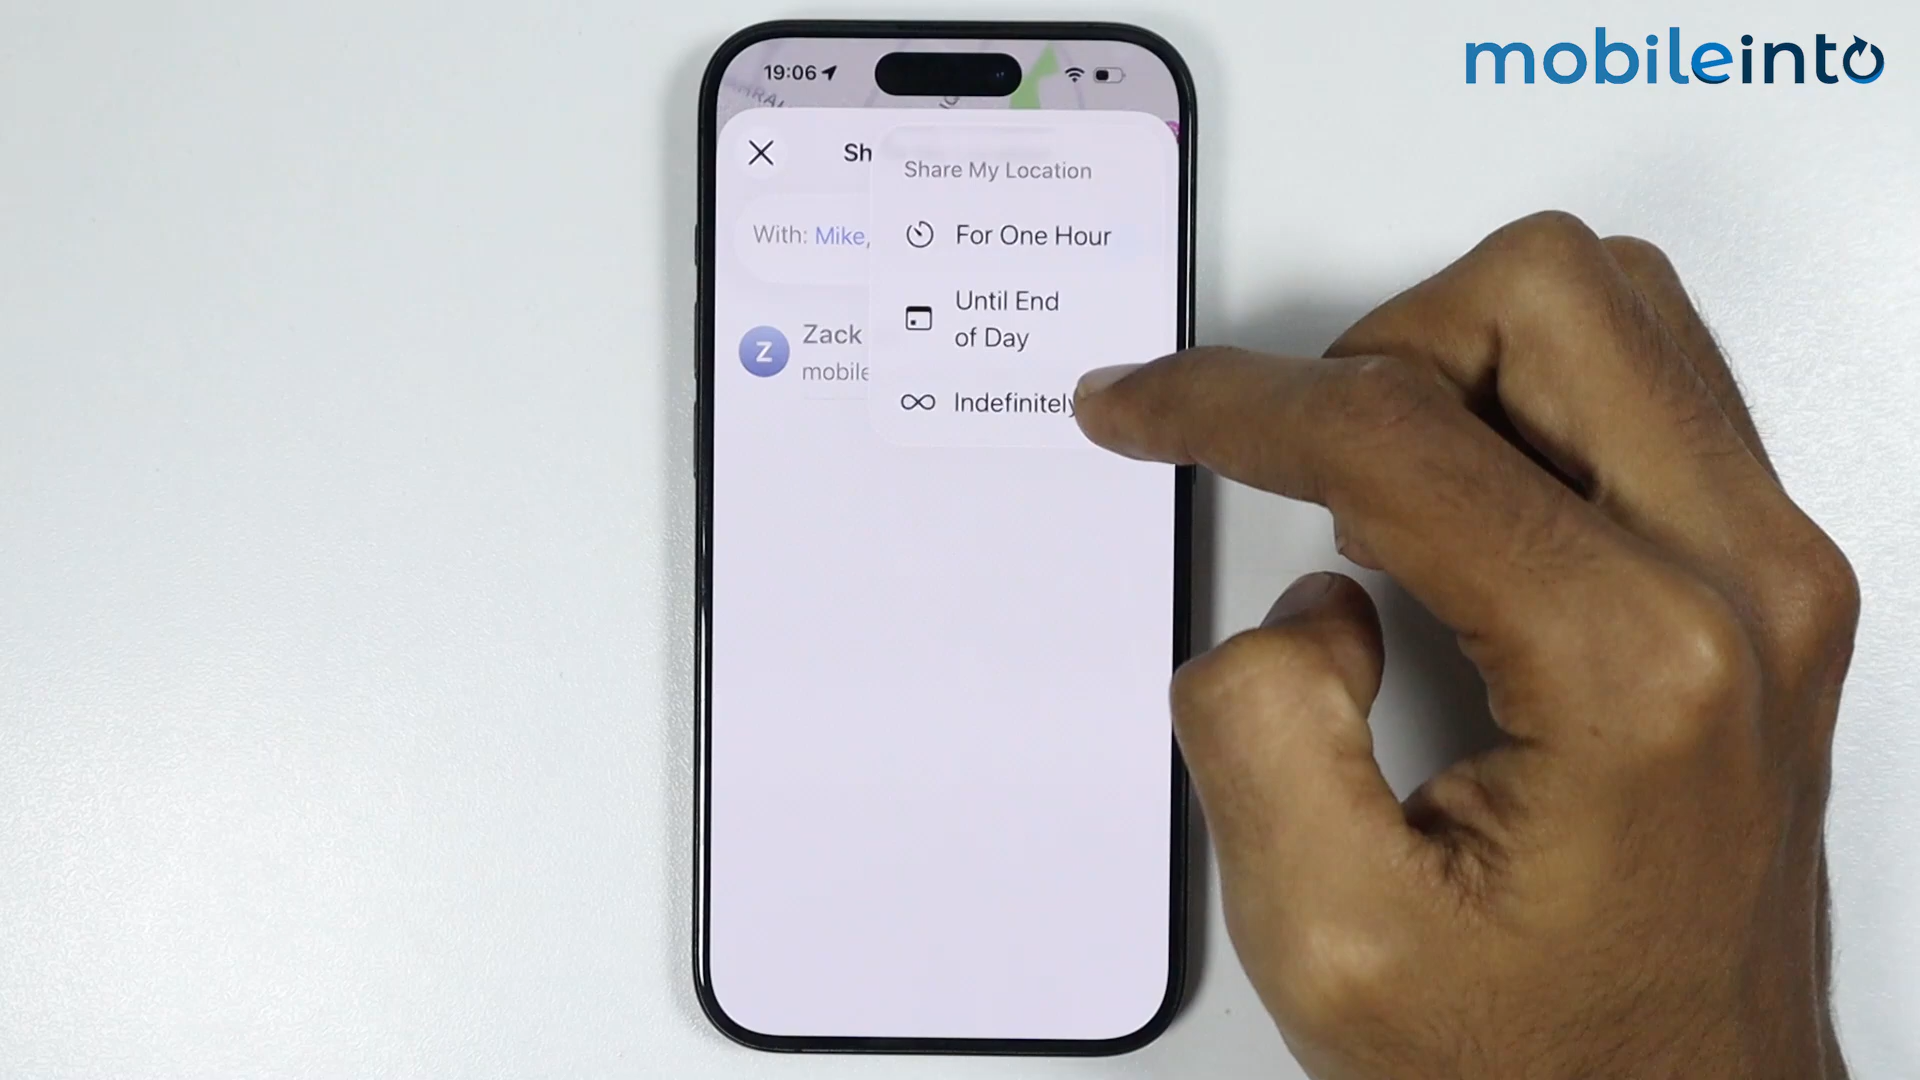 mobileinto
19:06
Sh
Share My Location
With: Mike,
For One Hour
Until End
of Day
Z
Zack
mobile
Indefinitely